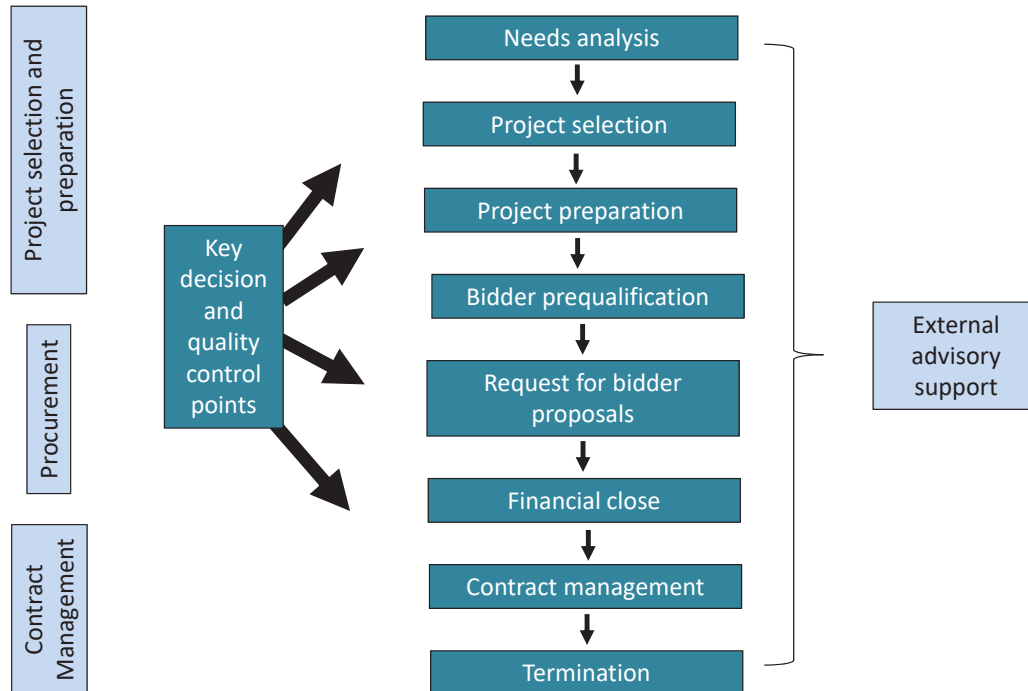 Project selection and
preparation
Procurement
Contract
Management
Key
decision
and
quality
control
points
Needs analysis
Project selection
Project preparation
Bidder prequalification
Request for bidder
proposals
Financial close
Contract management
Termination
External
advisory
support